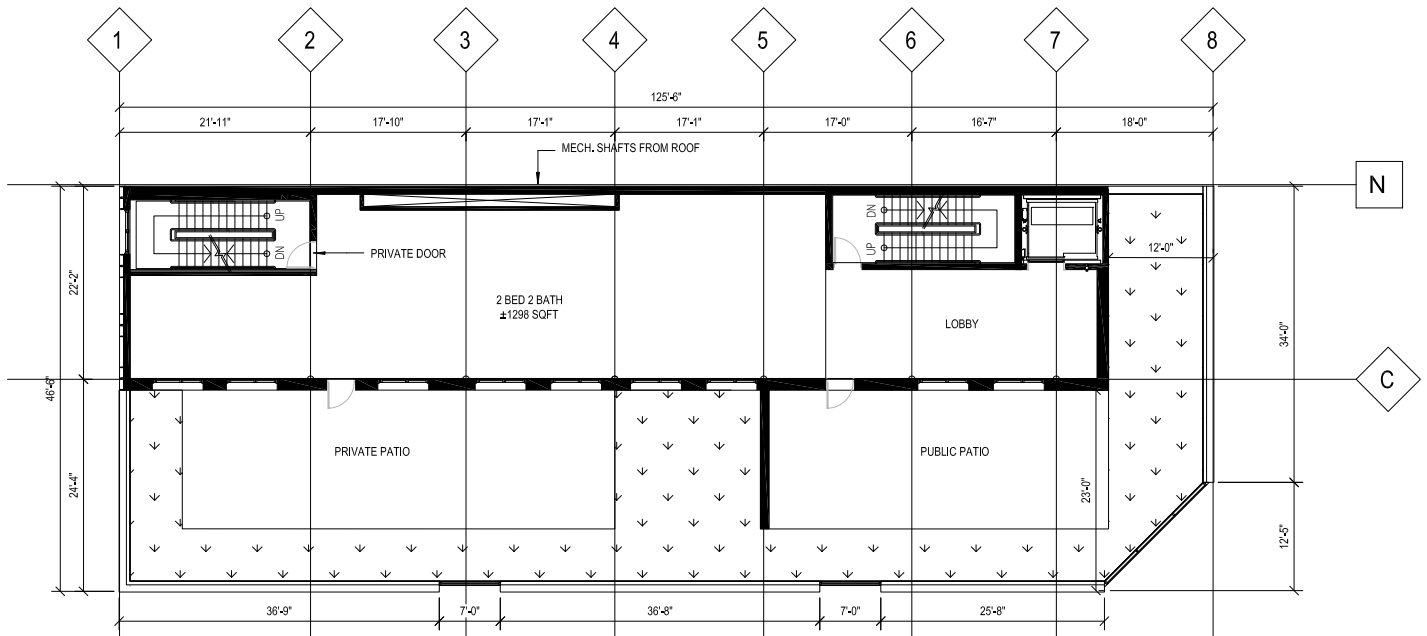 1
2
3
4
5
6
7
8
125'-6"
21'-11"
17'-10"
17'-1"
17'-1"
17'-0"
16'-7"
18'-0"
MECH. SHAFTS FROM ROOF
N
UP
DN
DN
UP
PRIVATE DOOR
12'-0"
22'-2"
2 BED 2 BATH
±1298 SQFT
LOBBY
34'-0"
46'-6"
C
PRIVATE PATIO
PUBLIC PATIO
24'-4"
23'-0"
12'-5"
36'-9"
7'-0"
36'-8"
7'-0"
25'-8"